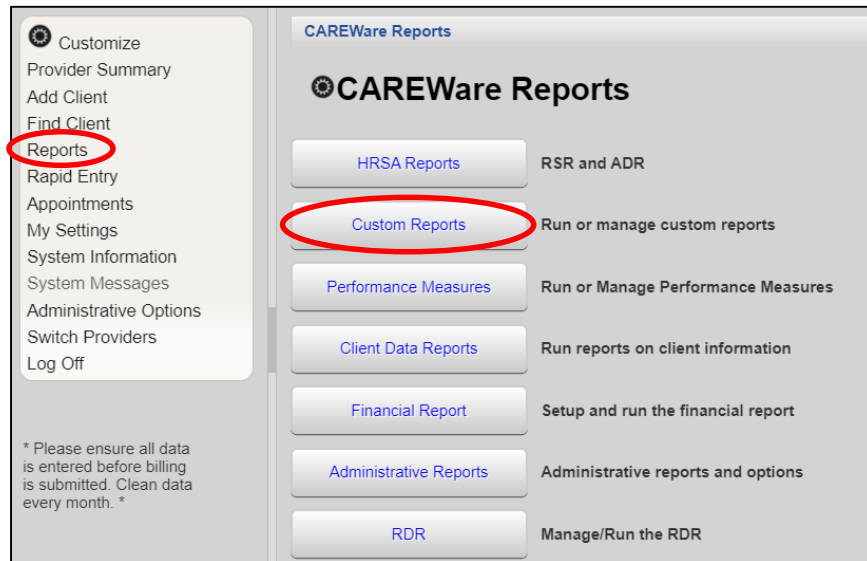 Customize
Provider Summary
Add Client
Find Client
Reports
Rapid Entry
Appointments
My Settings
System Information
System Messages
Administrative Options
Switch Providers
Log Off
* Please ensure all data
is entered before billing
is submitted. Clean data
every month. *
CAREWare Reports
CAREWare Reports
HRSA Reports RSR and ADR
Custom Reports Run or manage custom reports
Performance Measures Run or Manage Performance Measures
Client Data Reports Run reports on client information
Financial Report Setup and run the financial report
Administrative Reports Administrative reports and options
RDR Manage/Run the RDR